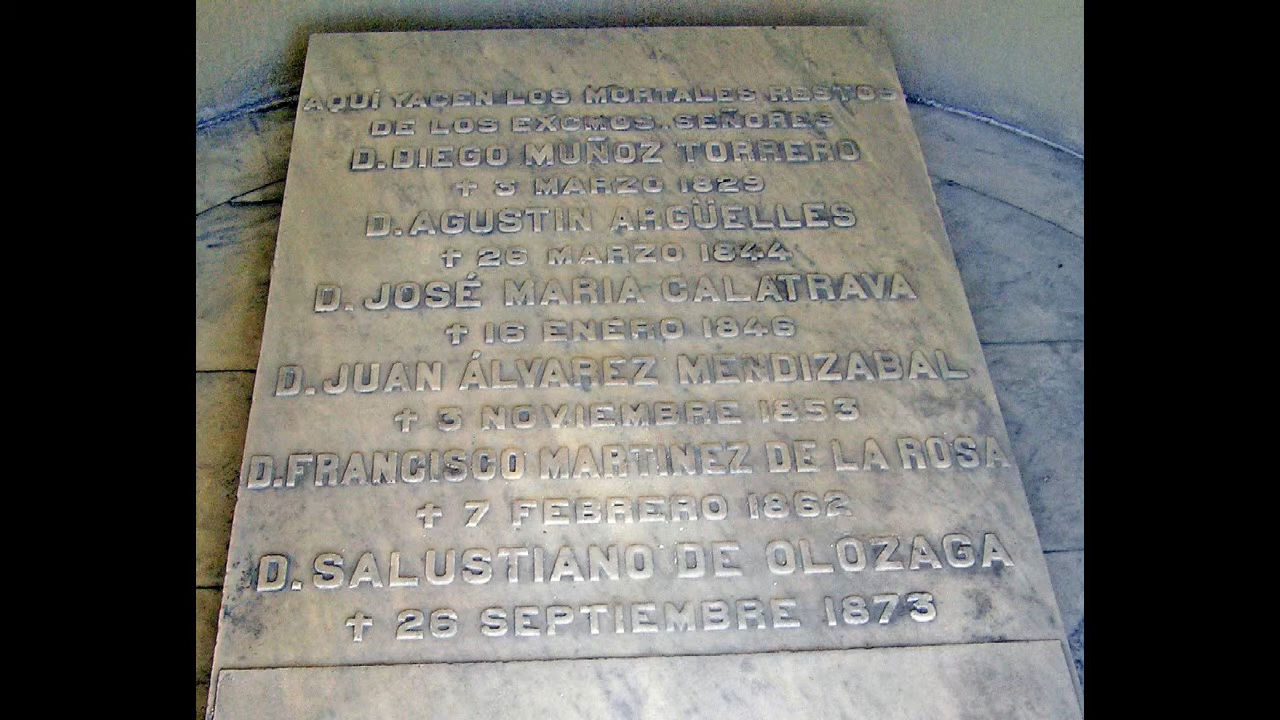 AQUÍ YACEN LOS MORTALES RESTOS
DE LOS EXCMOS. SEÑORES
D. DIEGO MUÑOZ TORRERO
✝ 3 MARZO 1829
D. AGUSTIN ARGÜELLES
✝ 26 MARZO 1844
D. JOSÉ MARIA CALATRAVA
✝ 16 ENERO 1846
D. JUAN ÁLVAREZ MENDIZABAL
✝ 3 NOVIEMBRE 1853
D. FRANCISCO MARTINEZ DE LA ROSA
✝ 7 FEBRERO 1862
D. SALUSTIANO DE OLOZAGA
✝ 26 SEPTIEMBRE 1873